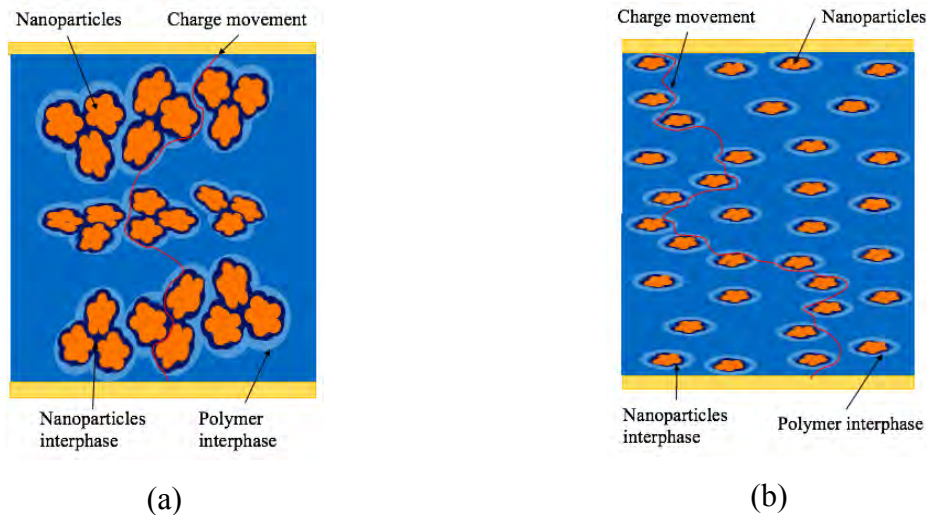 Nanoparticles
Charge movement
Nanoparticles
interphase
Polymer
interphase
(a)
Charge movement
Nanoparticles
Nanoparticles
interphase
Polymer interphase
(b)